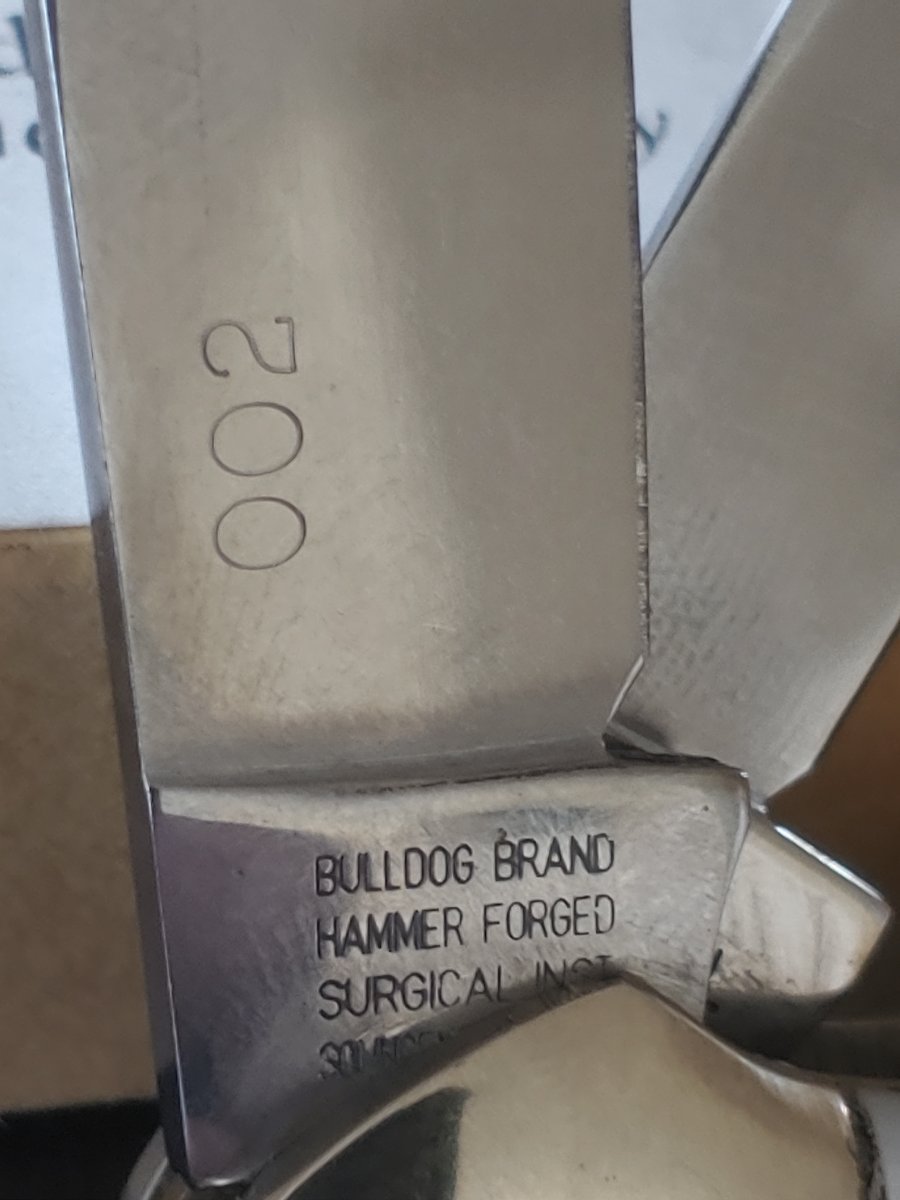 002
BULLDOG BRAND
HAMMER FORGED
SURGICAL